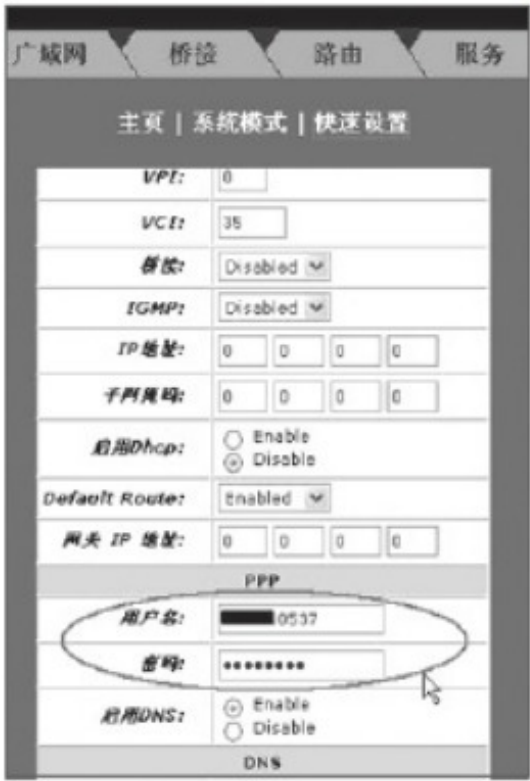 广域网 桥接 路由 服务
主页 | 系统模式 | 快速设置
VPI: 0
VCI: 35
桥接: Disabled
IGMP: Disabled
IP地址: 0 0 0 0
子网掩码: 0 0 0 0
启用Dhcp: Enable
Disable
Default Route: Enabled
网关 IP 地址: 0 0 0 0
PPP
用户名: 0537
密码: ••••••••
启用DNS: Enable
Disable
DNS